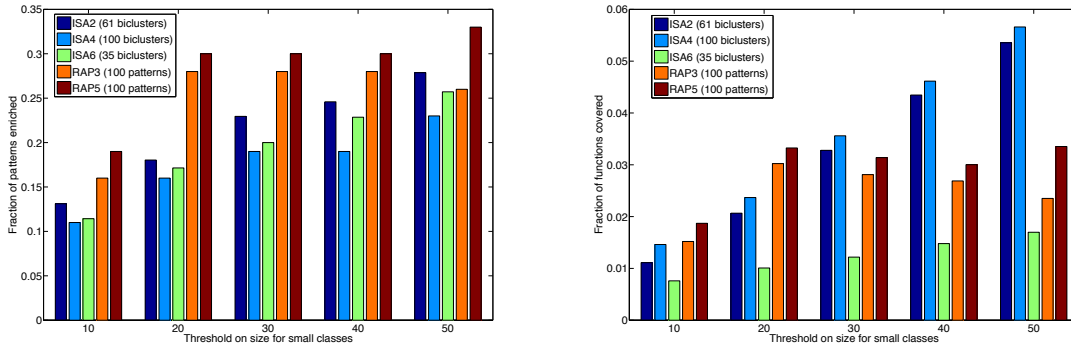 ISA2 (61 biclusters)
ISA4 (100 biclusters)
ISA6 (35 biclusters)
RAP3 (100 patterns)
RAP5 (100 patterns)
Fraction of patterns enriched
0.35
0.3
0.25
0.2
0.15
0.1
0.05
0
10
20
30
40
50
Threshold on size for small classes
ISA2 (61 biclusters)
ISA4 (100 biclusters)
ISA6 (35 biclusters)
RAP3 (100 patterns)
RAP5 (100 patterns)
Fraction of functions covered
0.06
0.05
0.04
0.03
0.02
0.01
0
10
20
30
40
50
Threshold on size for small classes